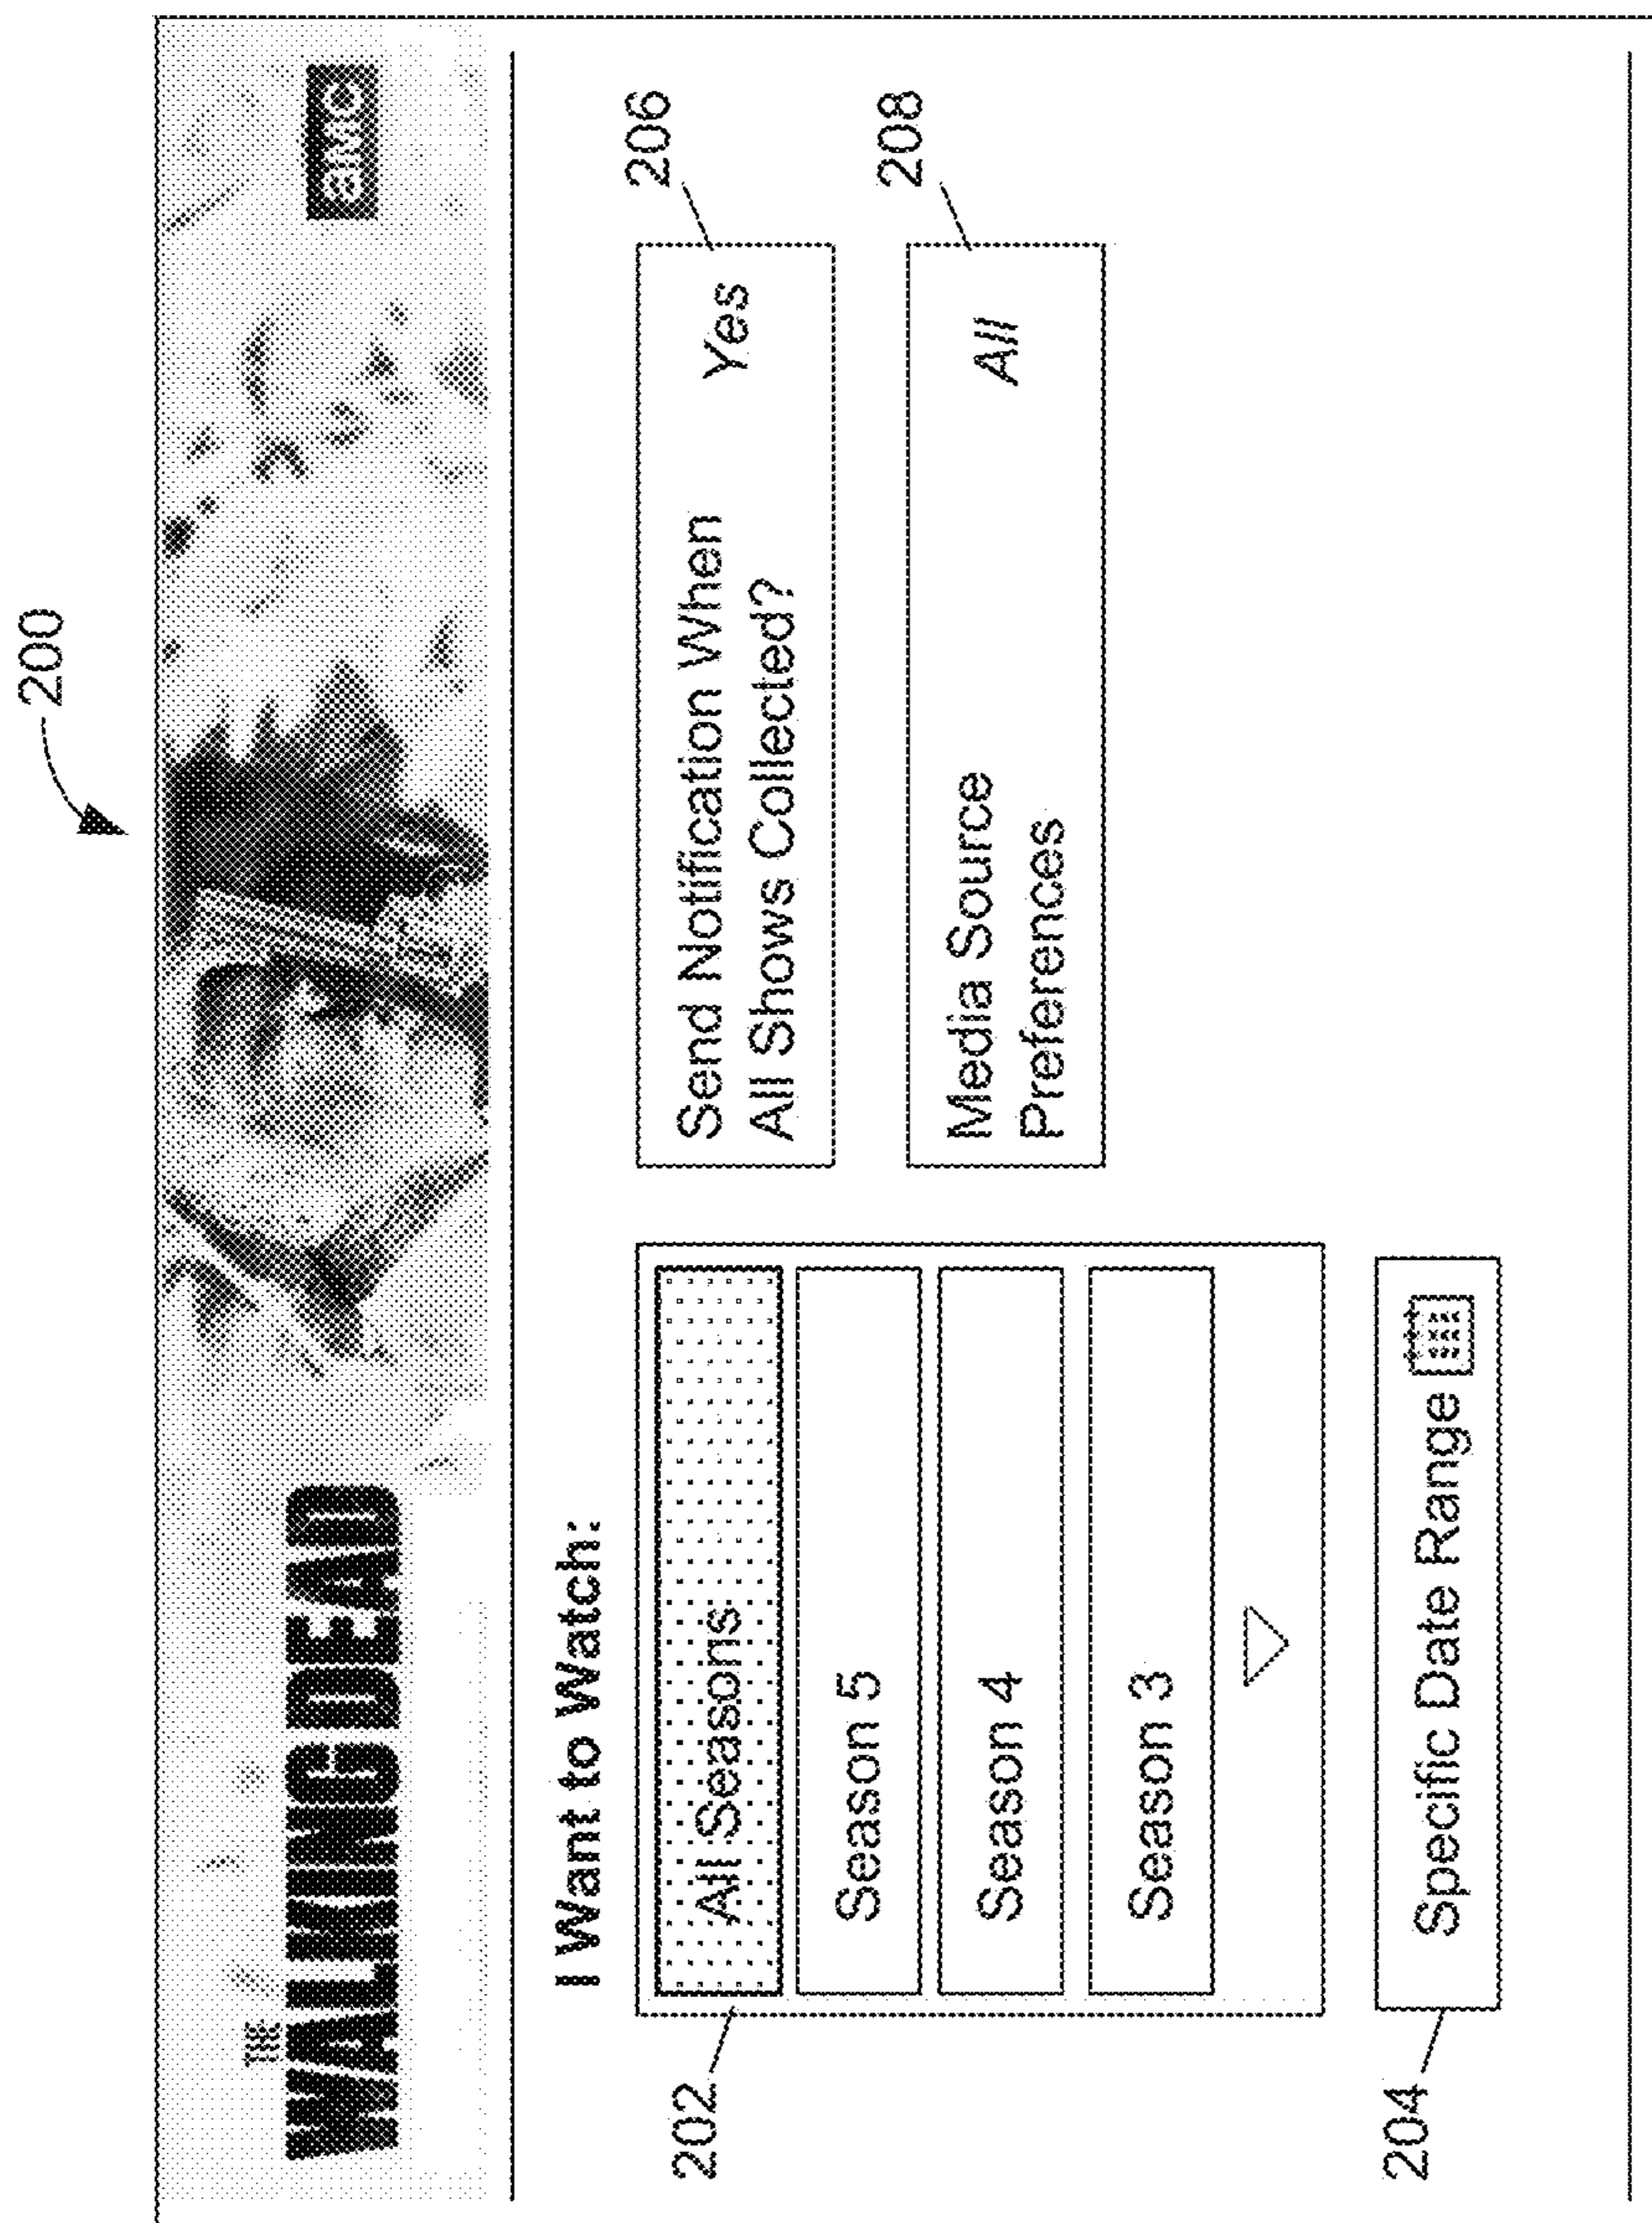 200
THE
WALKING DEAD
aMC
I Want to Watch:
202
All Seasons
Season 5
Season 4
Season 3
204
Specific Date Range
Send Notification When
All Shows Collected?
Yes
206
Media Source
Preferences
All
208